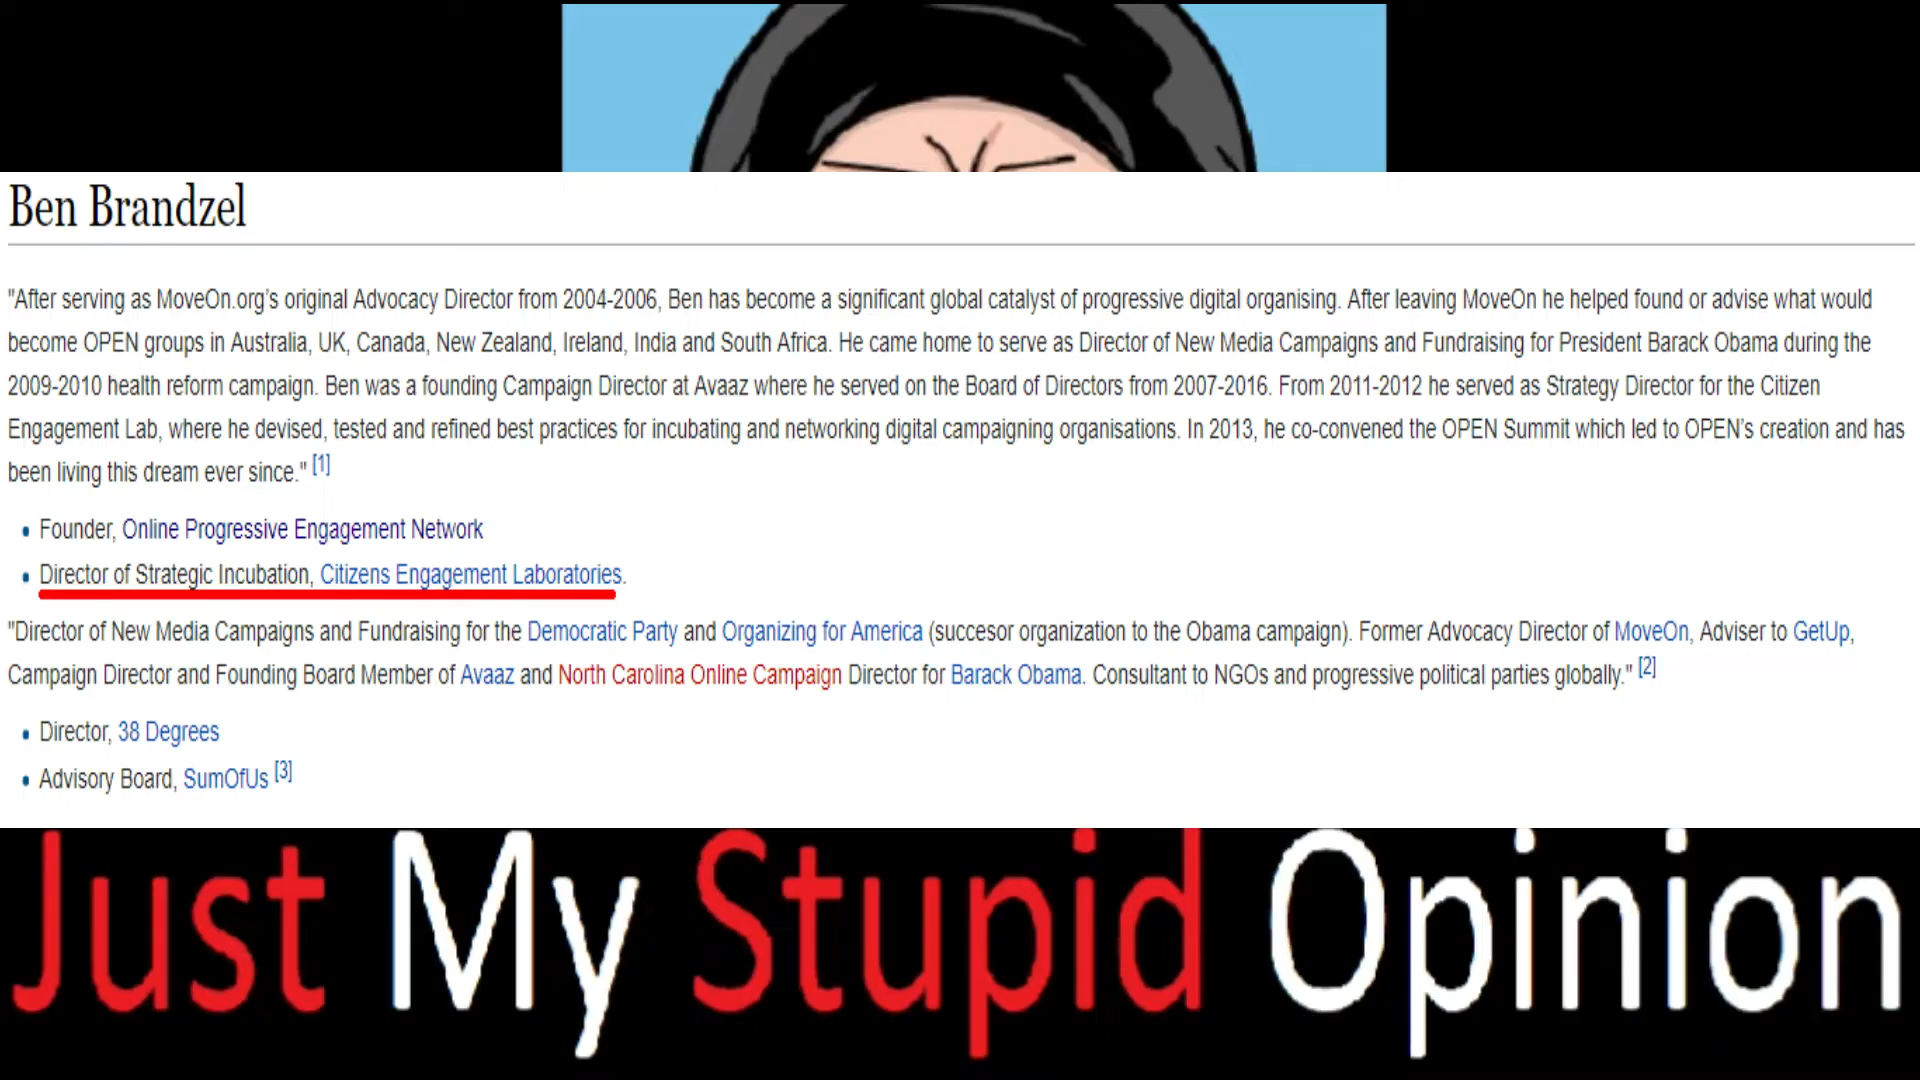 Ben Brandzel
"After serving as MoveOn.org's original Advocacy Director from 2004-2006, Ben has become a significant global catalyst of progressive digital organising. After leaving MoveOn he helped found or advise what would
become OPEN groups in Australia, UK, Canada, New Zealand, Ireland, India and South Africa. He came home to serve as Director of New Media Campaigns and Fundraising for President Barack Obama during the
2009-2010 health reform campaign. Ben was a founding Campaign Director at Avaaz where he served on the Board of Directors from 2007-2016. From 2011-2012 he served as Strategy Director for the Citizen
Engagement Lab, where he devised, tested and refined best practices for incubating and networking digital campaigning organisations. In 2013, he co-convened the OPEN Summit which led to OPEN's creation and has
been living this dream ever since." [1]
• Founder, Online Progressive Engagement Network
• Director of Strategic Incubation, Citizens Engagement Laboratories.
"Director of New Media Campaigns and Fundraising for the Democratic Party and Organizing for America (succesor organization to the Obama campaign). Former Advocacy Director of MoveOn, Adviser to GetUp,
Campaign Director and Founding Board Member of Avaaz and North Carolina Online Campaign Director for Barack Obama. Consultant to NGOs and progressive political parties globally." [2]
• Director, 38 Degrees
• Advisory Board, SumOfUs [3]
Just My Stupid Opinion